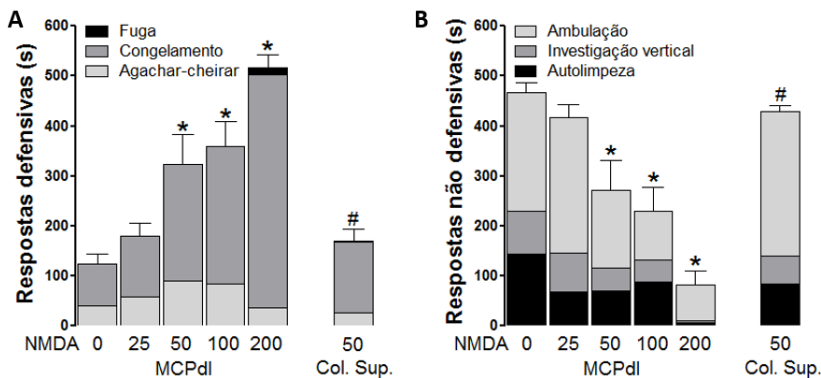 A
Respostas defensivas (s)
600
500
400
300
200
100
0
Fuga
Congelamento
Agachar-cheirar
*
*
*
#
NMDA 0 25 50 100 200 50
MCPdl Col. Sup.
B
Respostas não defensivas (s)
600
500
400
300
200
100
0
Ambulação
Investigação vertical
Autolimpeza
*
*
*
#
NMDA 0 25 50 100 200 50
MCPdl Col. Sup.